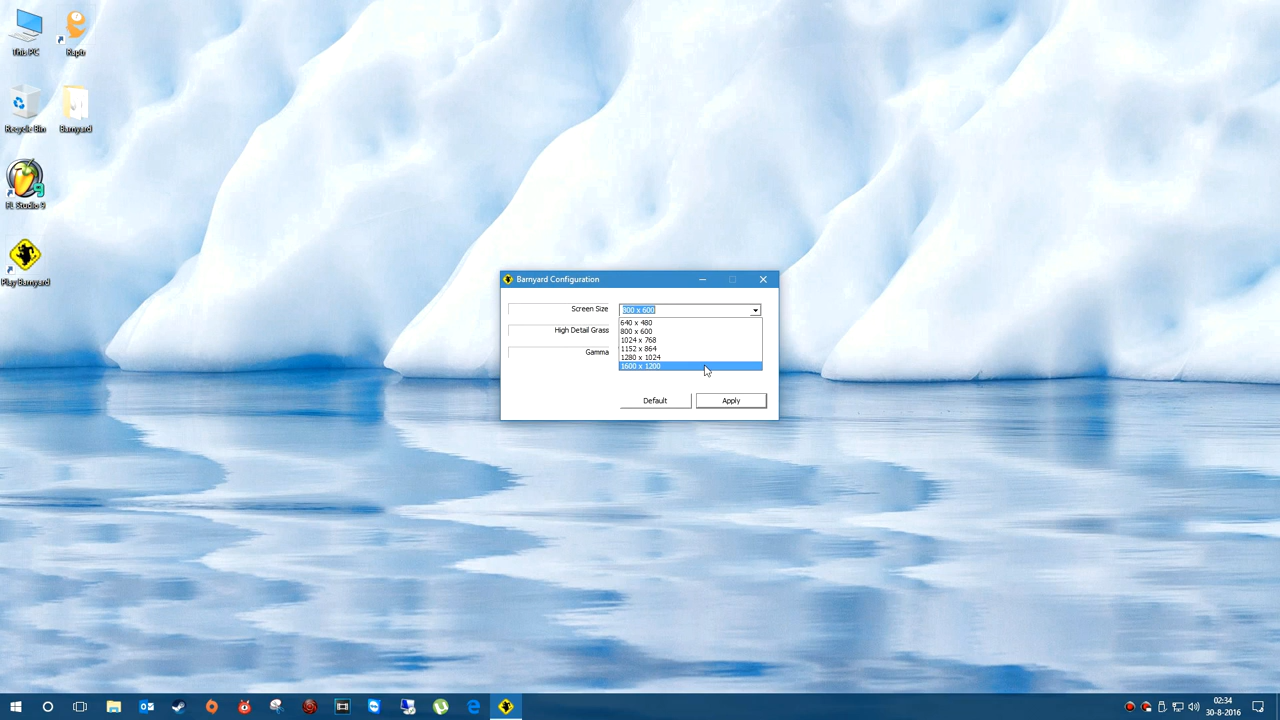 This PC
Raptr
Recycle Bin
Barnyard
FL Studio 9
Play Barnyard
Barnyard Configuration
Screen Size
800 x 600
640 x 480
800 x 600
1024 x 768
1152 x 864
1280 x 1024
1600 x 1200
High Detail Grass
Gamma
Default
Apply
02:34
30-8-2016